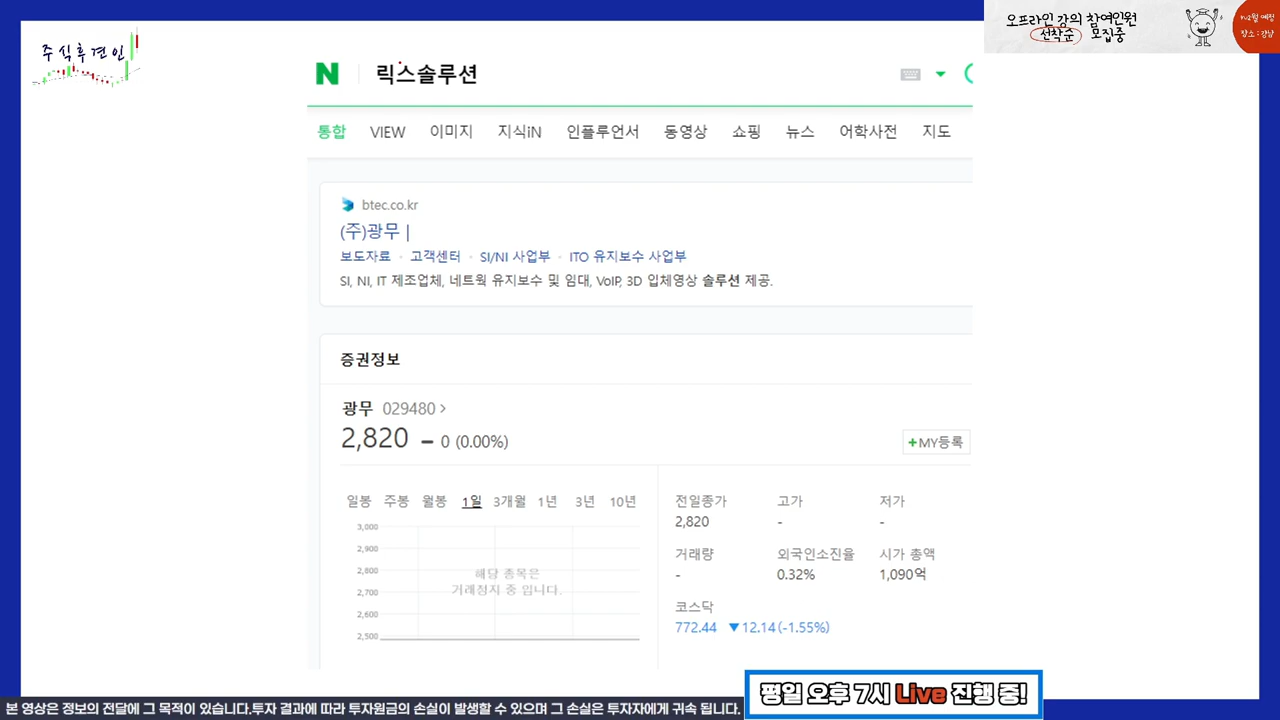 주식후견인
오프라인 강의 참여인원
선착순 모집중
12월 예정
장소:강남
N 릭스솔루션
통합 VIEW 이미지 지식iN 인플루언서 동영상 쇼핑 뉴스 어학사전 지도
btec.co.kr
(주)광무 |
보도자료 · 고객센터 · SI/NI 사업부 · ITO 유지보수 사업부
SI, NI, IT 제조업체, 네트웍 유지보수 및 임대, VoIP, 3D 입체영상 솔루션 제공.
증권정보
광무 029480 >
2,820 – 0 (0.00%)
+MY등록
일봉 주봉 월봉 1일 3개월 1년 3년 10년
3,000
2,900
2,800
2,700
2,600
2,500
해당 종목은
거래정지 중 입니다.
전일종가 고가 저가
2,820 - -
거래량 외국인소진율 시가 총액
- 0.32% 1,090억
코스닥
772.44 ▼12.14(-1.55%)
평일 오후 7시 Live 진행 중!
본 영상은 정보의 전달에 그 목적이 있습니다.투자 결과에 따라 투자원금의 손실이 발생할 수 있으며 그 손실은 투자자에게 귀속 됩니다.